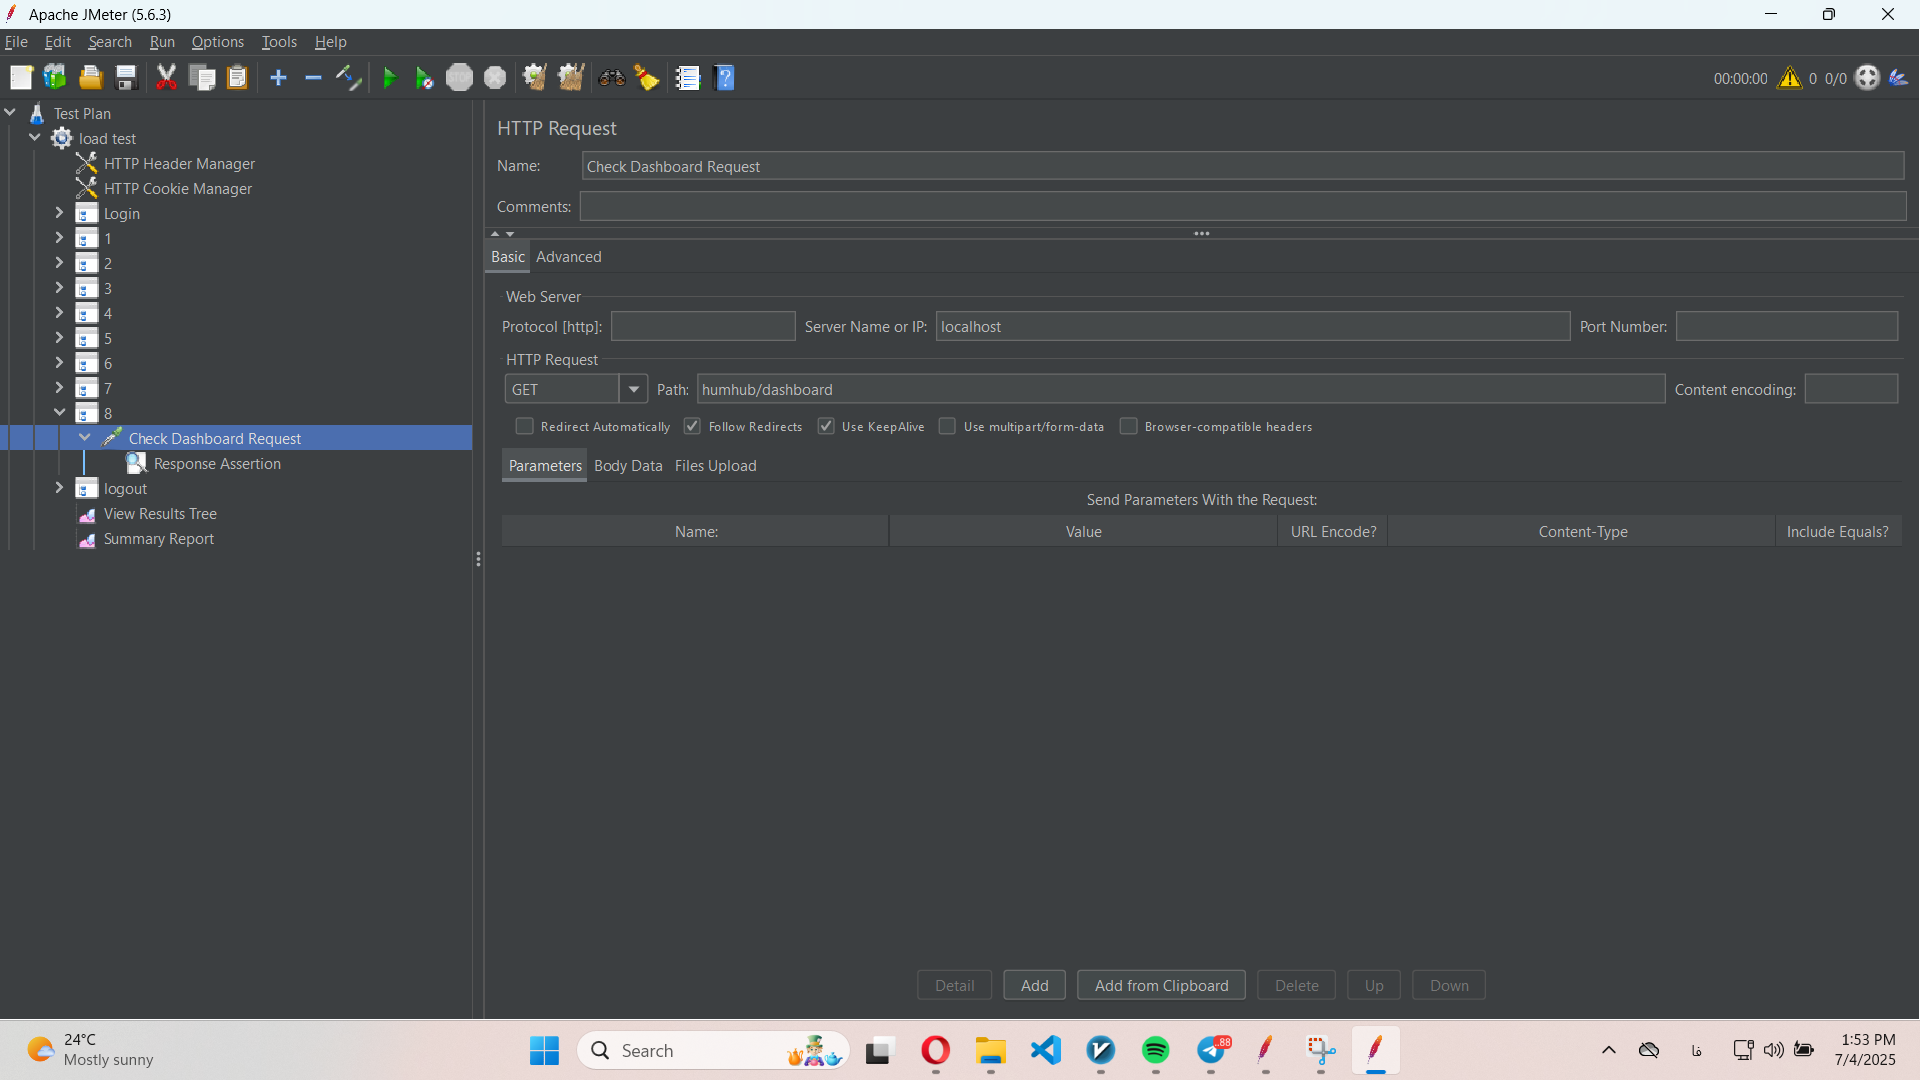 Apache JMeter (5.6.3)
File Edit Search Run Options Tools Help
STOP
00:00:00 0 0/0
Test Plan
load test
HTTP Header Manager
HTTP Cookie Manager
Login
1
2
3
4
5
6
7
8
Check Dashboard Request
Response Assertion
logout
View Results Tree
Summary Report
HTTP Request
Name: Check Dashboard Request
Comments:
Basic Advanced
Web Server
Protocol [http]: Server Name or IP: localhost Port Number:
HTTP Request
GET Path: humhub/dashboard Content encoding:
Redirect Automatically Follow Redirects Use KeepAlive Use multipart/form-data Browser-compatible headers
Parameters Body Data Files Upload
Send Parameters With the Request:
Name: Value URL Encode? Content-Type Include Equals?
Detail Add Add from Clipboard Delete Up Down
24°C
Mostly sunny
Search
88
فا
1:53 PM
7/4/2025